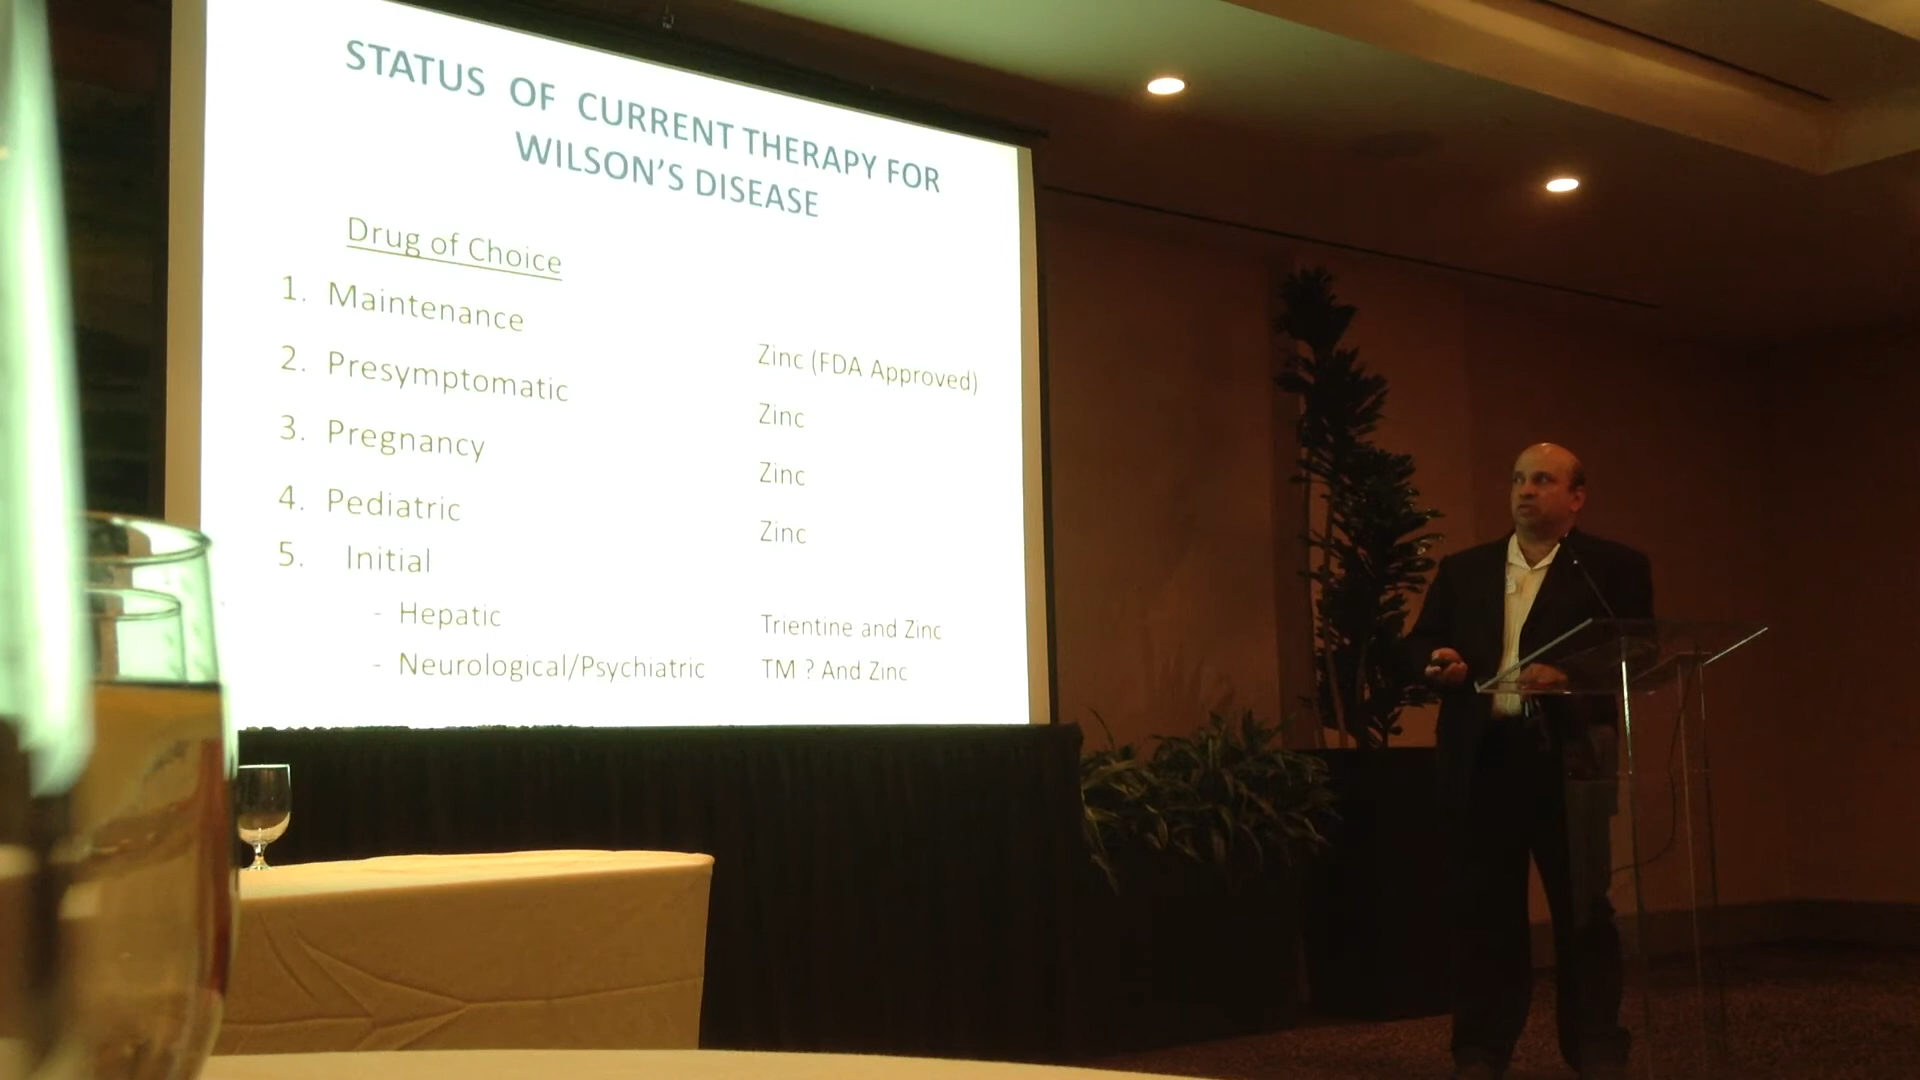 STATUS OF CURRENT THERAPY FOR
WILSON'S DISEASE
Drug of Choice
1. Maintenance
Zinc (FDA Approved)
2. Presymptomatic
Zinc
3. Pregnancy
Zinc
4. Pediatric
Zinc
5. Initial
- Hepatic
Trientine and Zinc
- Neurological/Psychiatric
TM ? And Zinc